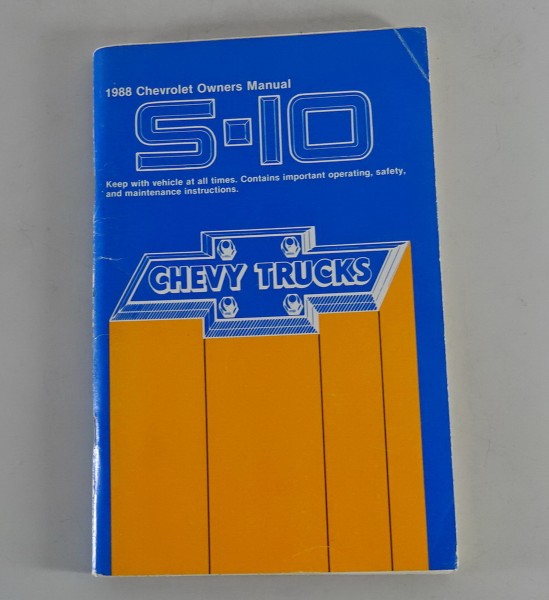 1988 Chevrolet Owners Manual
S-10
Keep with vehicle at all times. Contains important operating, safety,
and maintenance instructions.
CHEVY TRUCKS